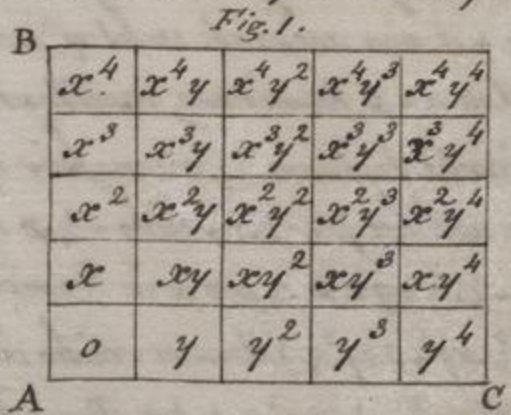 Fig. 1.
B
x⁴. x⁴y x⁴y² x⁴y³ x⁴y⁴
x³ x³y x³y² x³y³ x³y⁴
x² x²y x²y² x²y³ x²y⁴
x xy xy² xy³ xy⁴
0 y y² y³ y⁴
A C